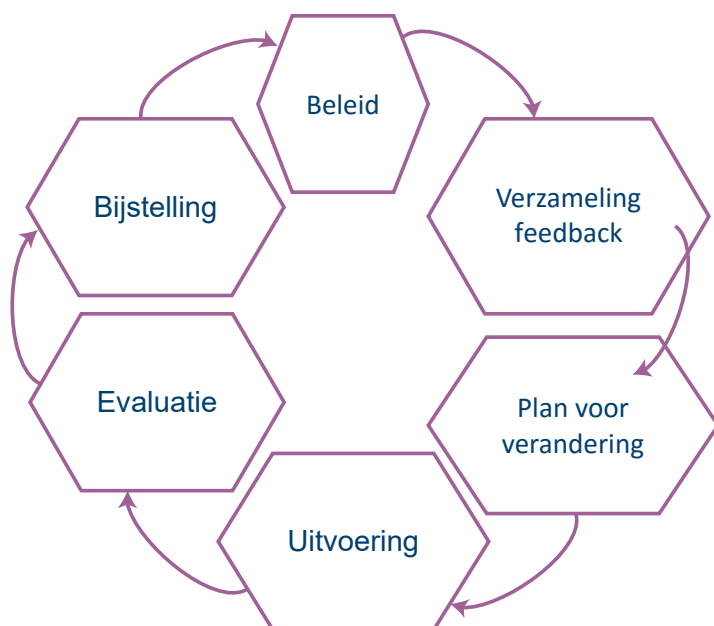 Beleid
Verzameling
feedback
Plan voor
verandering
Uitvoering
Evaluatie
Bijstelling